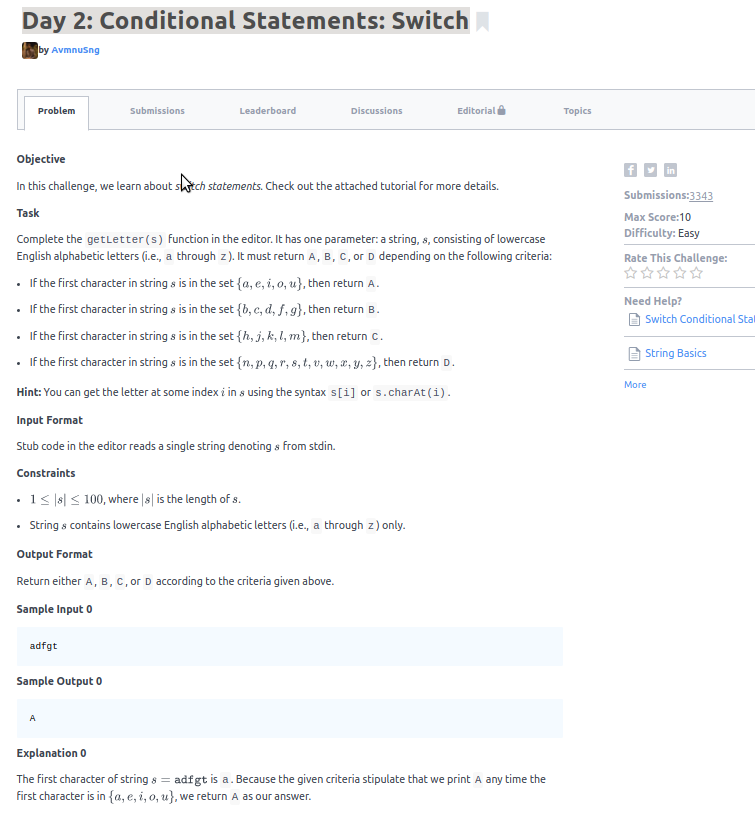 Day 2: Conditional Statements: Switch
by AvmnuSng
Problem
Submissions
Leaderboard
Discussions
Editorial
Topics
Objective
In this challenge, we learn about switch statements. Check out the attached tutorial for more details.
Task
Complete the getLetter(s) function in the editor. It has one parameter: a string, s, consisting of lowercase
English alphabetic letters (i.e., a through z). It must return A, B, C, or D depending on the following criteria:
• If the first character in string s is in the set {a, e, i, o, u}, then return A.
• If the first character in string s is in the set {b, c, d, f, g}, then return B.
• If the first character in string s is in the set {h, j, k, l, m}, then return C.
• If the first character in string s is in the set {n, p, q, r, s, t, v, w, x, y, z}, then return D.
Hint: You can get the letter at some index i in s using the syntax s[i] or s.charAt(i).
Input Format
Stub code in the editor reads a single string denoting s from stdin.
Constraints
• 1 ≤ |s| ≤ 100, where |s| is the length of s.
• String s contains lowercase English alphabetic letters (i.e., a through z) only.
Output Format
Return either A, B, C, or D according to the criteria given above.
Sample Input 0
adfgt
Sample Output 0
A
Explanation 0
The first character of string s = adfgt is a. Because the given criteria stipulate that we print A any time the
first character is in {a, e, i, o, u}, we return A as our answer.
Submissions:3343
Max Score:10
Difficulty: Easy
Rate This Challenge:
Need Help?
Switch Conditional Sta
String Basics
More